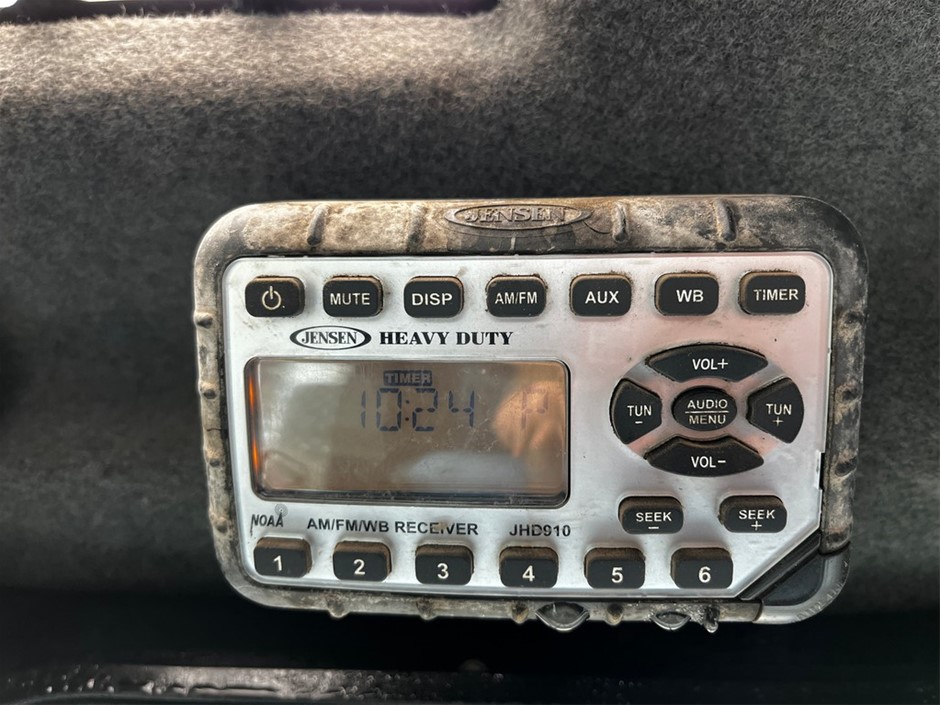 JENSEN
MUTE DISP AM/FM AUX WB TIMER
JENSEN HEAVY DUTY
VOL+
TIMER
10:24 P
TUN - AUDIO MENU TUN +
VOL-
SEEK - SEEK +
NOAA AM/FM/WB RECEIVER JHD910
1 2 3 4 5 6